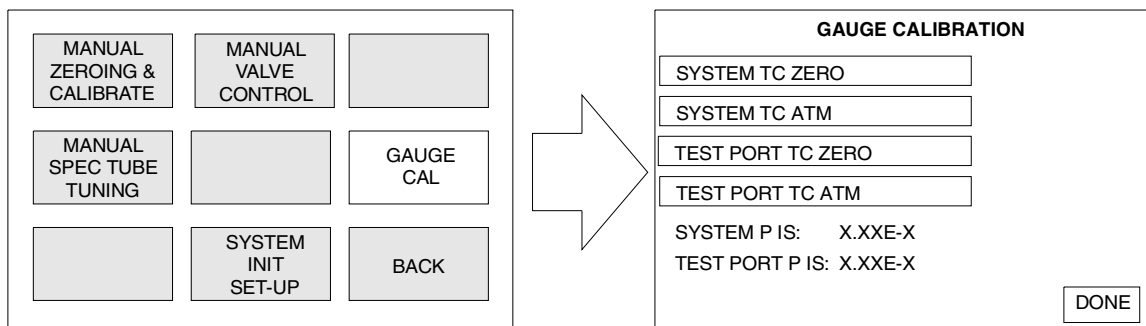 MANUAL
ZEROING &
CALIBRATE
MANUAL
VALVE
CONTROL
MANUAL
SPEC TUBE
TUNING
GAUGE
CAL
SYSTEM
INIT
SET-UP
BACK
GAUGE CALIBRATION
SYSTEM TC ZERO
SYSTEM TC ATM
TEST PORT TC ZERO
TEST PORT TC ATM
SYSTEM P IS: X.XXE-X
TEST PORT P IS: X.XXE-X
DONE